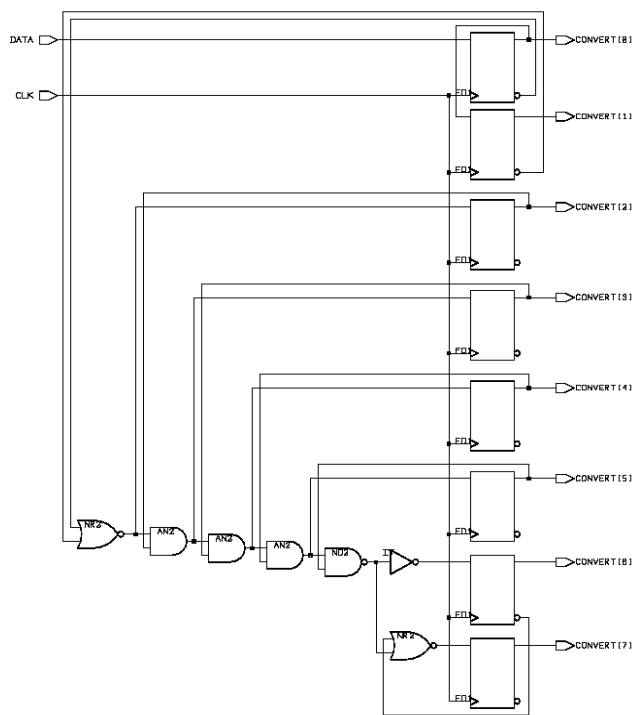 DATA
CONVERT[0]
CLK
FD1
CONVERT[1]
FD1
CONVERT[2]
FD1
CONVERT[3]
FD1
CONVERT[4]
FD1
CONVERT[5]
NR2
AN2
AN2
AN2
ND2
FD1
CONVERT[6]
FD1
NR2
CONVERT[7]
FD1